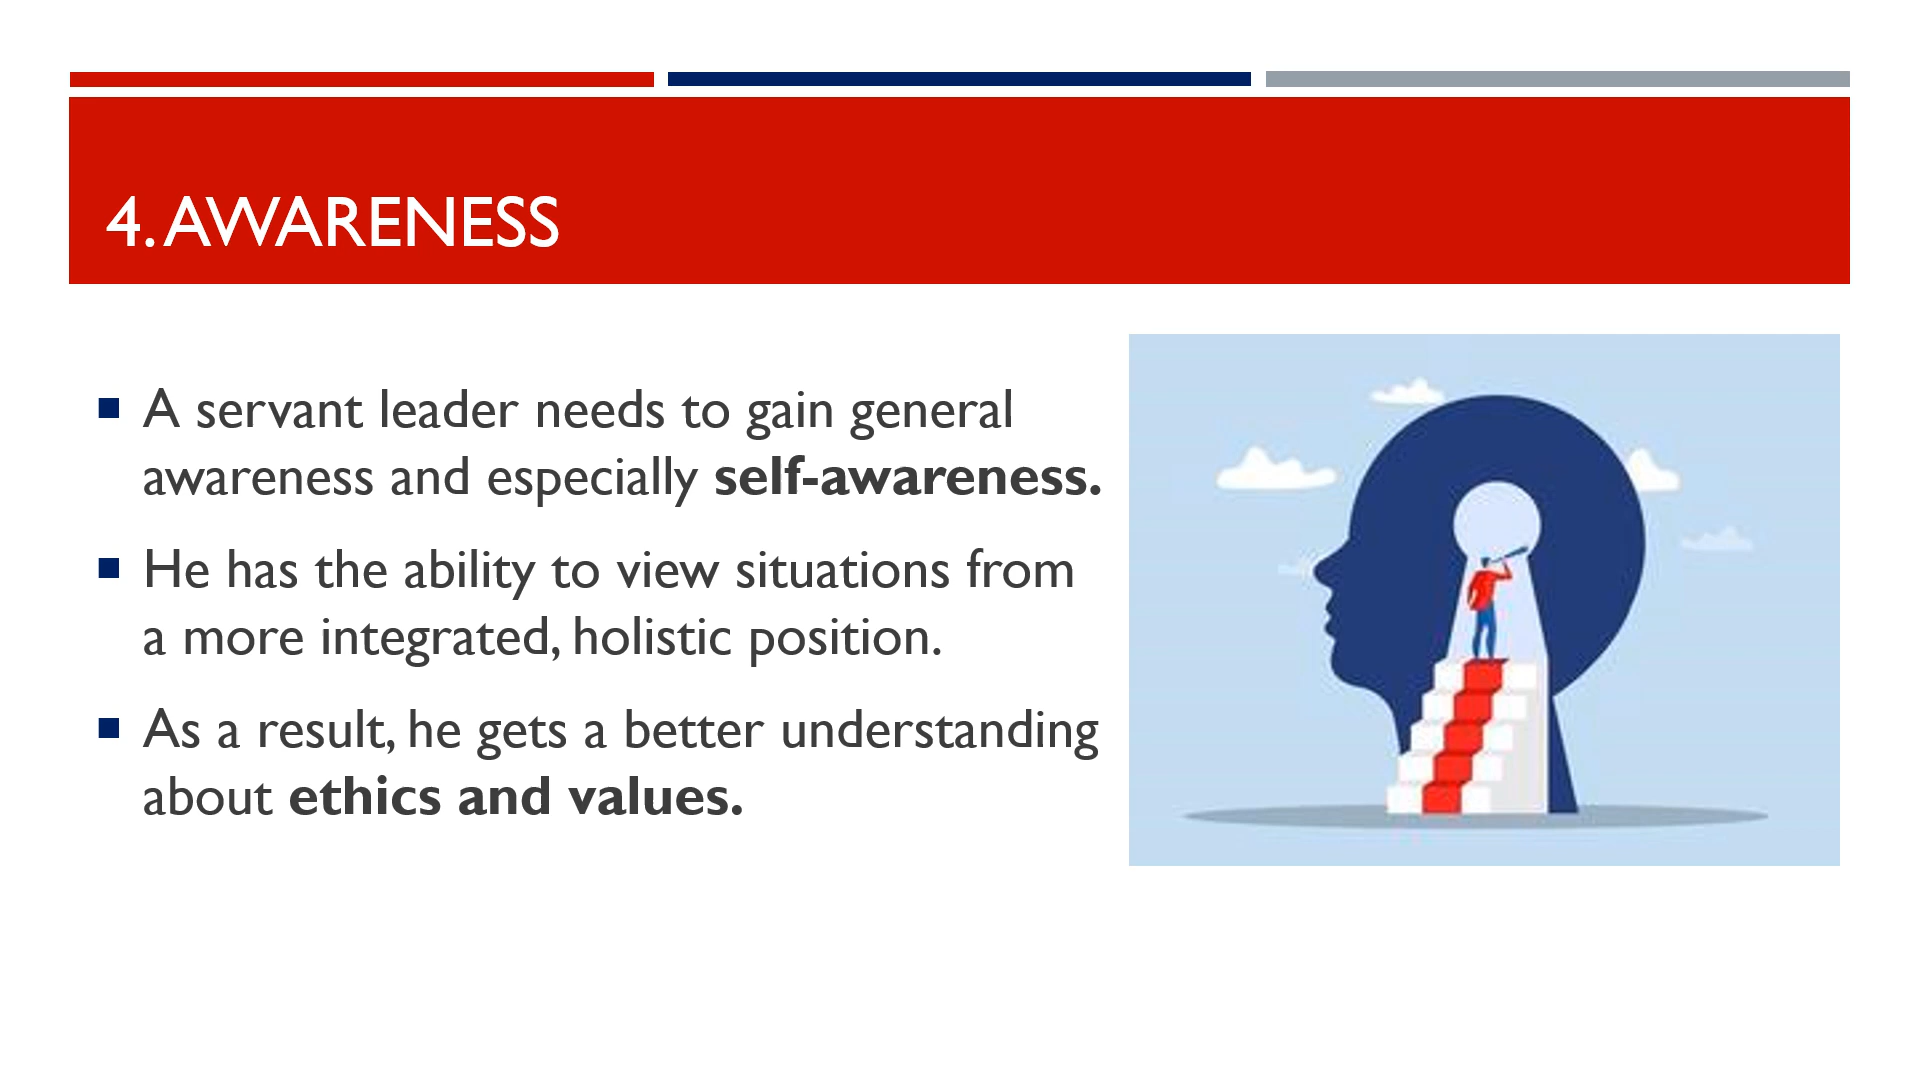 4. AWARENESS
A servant leader needs to gain general
awareness and especially self-awareness.
He has the ability to view situations from
a more integrated, holistic position.
As a result, he gets a better understanding
about ethics and values.